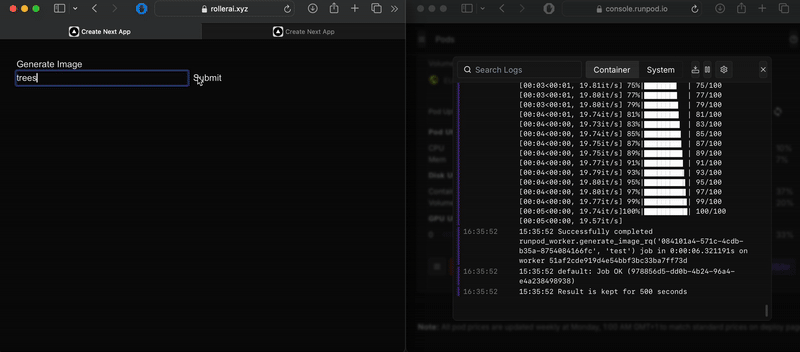 rollerai.xyz
Create Next App
Create Next App
Generate Image
trees
Submit
console.runpod.io
Pods
Search Logs
Container
System
[00:03<00:01, 19.81it/s] 75%| | 75/100
[00:03<00:01, 19.80it/s] 77%| | 77/100
[00:03<00:01, 19.80it/s] 79%| | 79/100
[00:04<00:00, 19.74it/s] 81%| | 81/100
[00:04<00:00, 19.73it/s] 83%| | 83/100
[00:04<00:00, 19.74it/s] 85%| | 85/100
[00:04<00:00, 19.75it/s] 87%| | 87/100
[00:04<00:00, 19.75it/s] 89%| | 89/100
[00:04<00:00, 19.77it/s] 91%| | 91/100
[00:04<00:00, 19.79it/s] 93%| | 93/100
[00:04<00:00, 19.80it/s] 95%| | 95/100
[00:04<00:00, 19.80it/s] 97%| | 97/100
[00:04<00:00, 19.77it/s] 99%| | 99/100
[00:05<00:00, 19.74it/s]100%| | 100/100
[00:05<00:00, 19.57it/s]
16:35:52 15:35:52 Successfully completed
runpod_worker.generate_image_rq('084101a4-571c-4cdb-
b35a-8754084166fc', 'test') job in 0:00:06.321191s on
worker 51af2cde919d4e54bbf3bc33ba7ff73d
16:35:52 15:35:52 default: Job OK (978856d5-dd0b-4b24-96a4-
e4a238498938)
16:35:52 15:35:52 Result is kept for 500 seconds